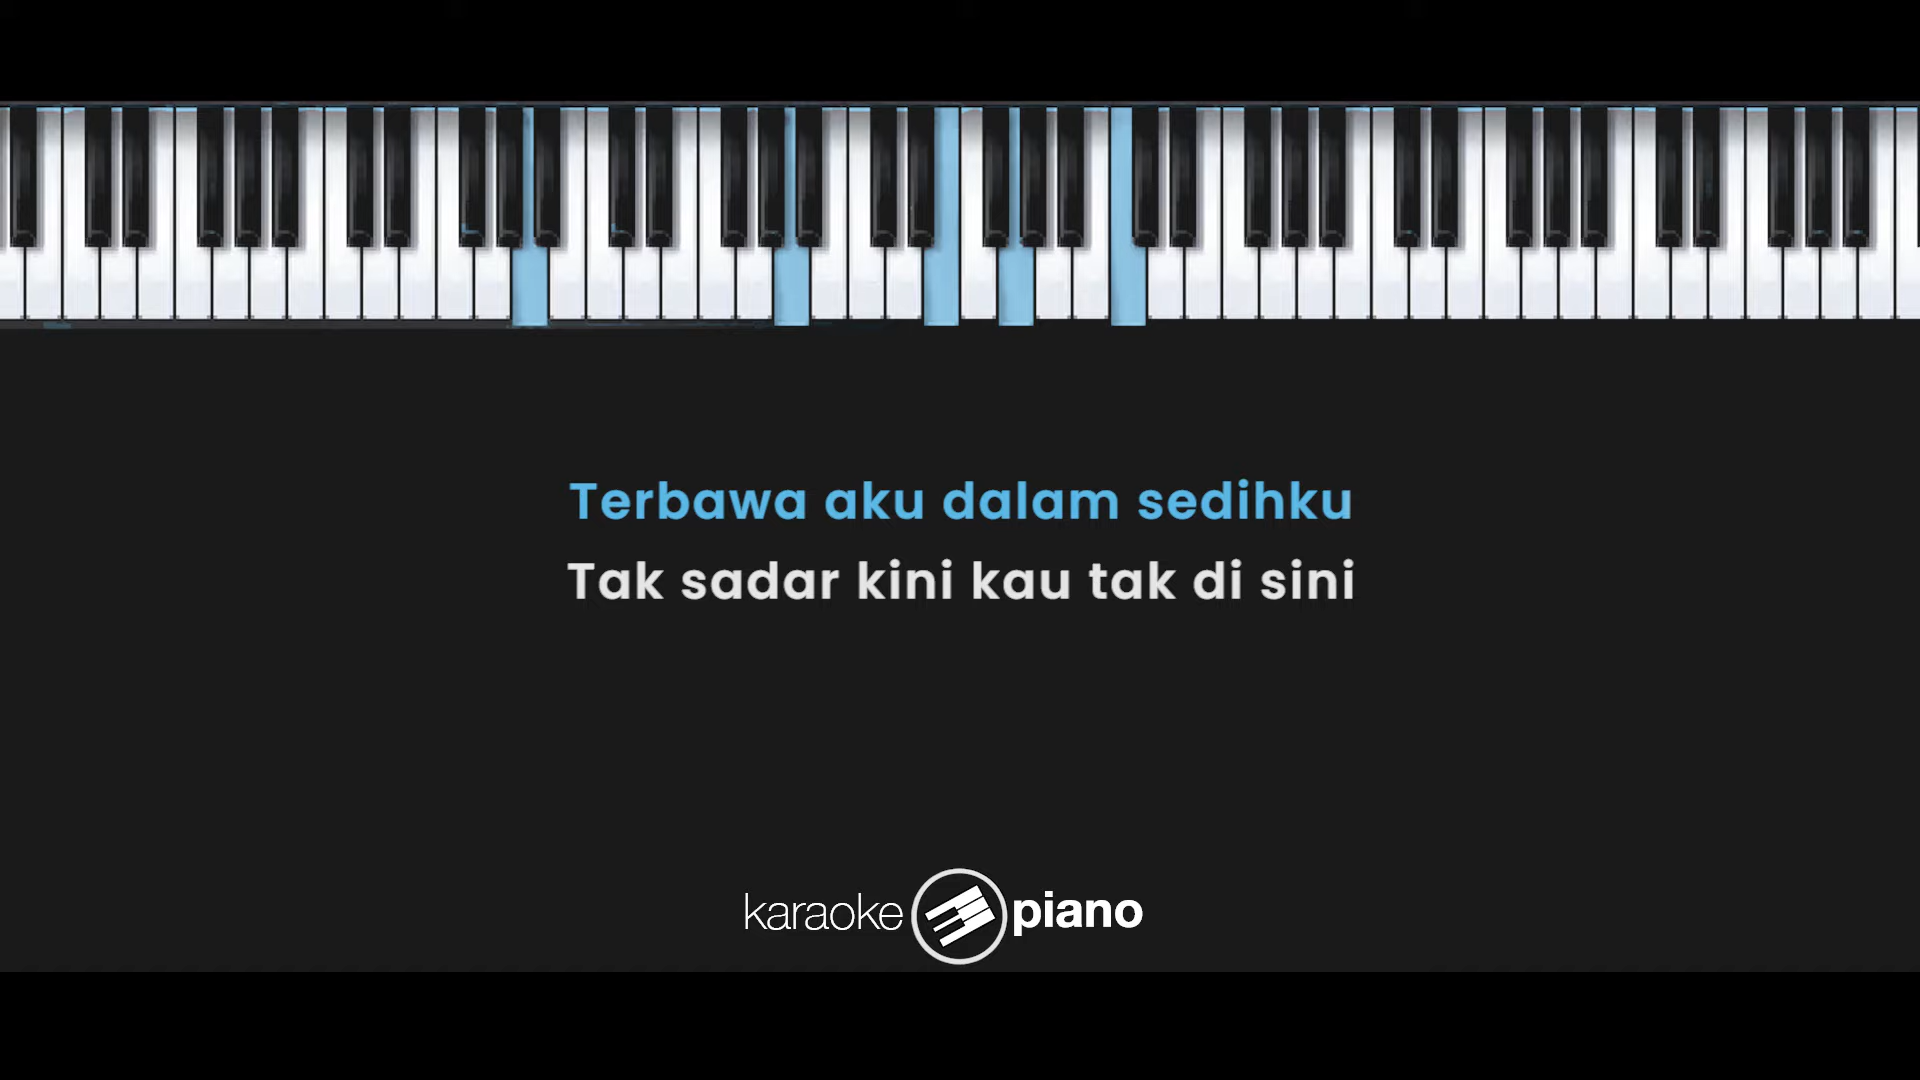 Terbawa aku dalam sedihku
Tak sadar kini kau tak di sini
karaoke piano